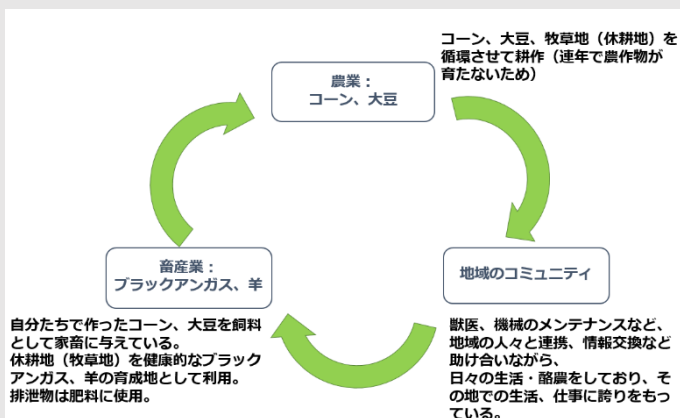 コーン、大豆、牧草地（休耕地）を
循環させて耕作（連年で農作物が
育たないため）
農業：
コーン、大豆
畜産業：
ブラックアンガス、羊
地域のコミュニティ
自分たちで作ったコーン、大豆を飼料
として家畜に与えている。
休耕地（牧草地）を健康的なブラック
アンガス、羊の育成地として利用。
排泄物は肥料に使用。
獣医、機械のメンテナンスなど、
地域の人々と連携、情報交換など
助け合いながら、
日々の生活・酪農をしており、そ
の地での生活、仕事に誇りをもっ
ている。